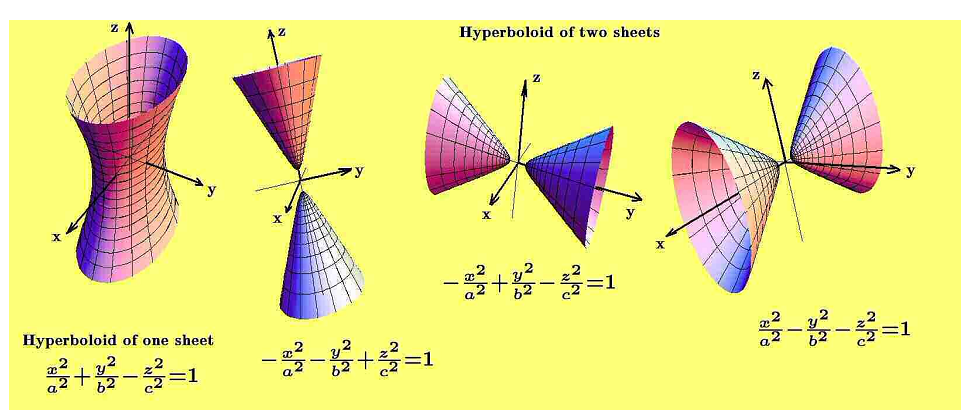 Hyperboloid of two sheets
z
y
x
z
y
x
z
y
x
z
y
x
Hyperboloid of one sheet
x²/a² + y²/b² − z²/c² = 1
− x²/a² − y²/b² + z²/c² = 1
− x²/a² + y²/b² − z²/c² = 1
x²/a² − y²/b² − z²/c² = 1